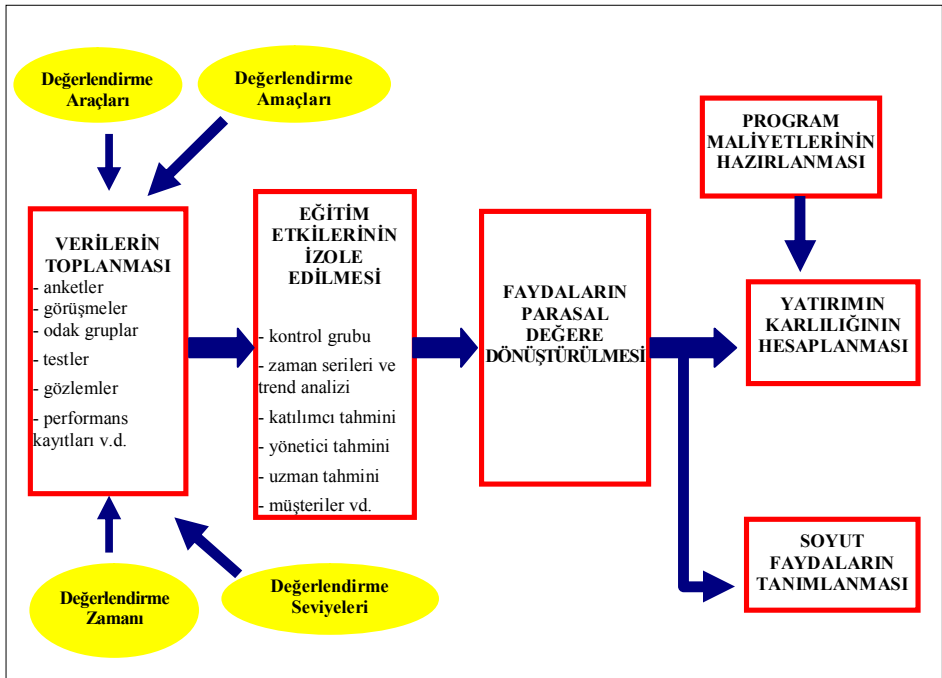 Değerlendirme
Araçları
Değerlendirme
Amaçları
PROGRAM
MALİYETLERİNİN
HAZIRLANMASI
VERİLERİN
TOPLANMASI
- anketler
- görüşmeler
- odak gruplar
- testler
- gözlemler
- performans
kayıtları v.d.
EĞİTİM
ETKİLERİNİN
İZOLE
EDİLMESİ
- kontrol grubu
- zaman serileri ve
trend analizi
- katılımcı tahmini
- yönetici tahmini
- uzman tahmini
- müşteriler vd.
FAYDALARIN
PARASAL
DEĞERE
DÖNÜŞTÜRÜLMESİ
YATIRIMIN
KARLILIĞININ
HESAPLANMASI
SOYUT
FAYDALARIN
TANIMLANMASI
Değerlendirme
Zamanı
Değerlendirme
Seviyeleri